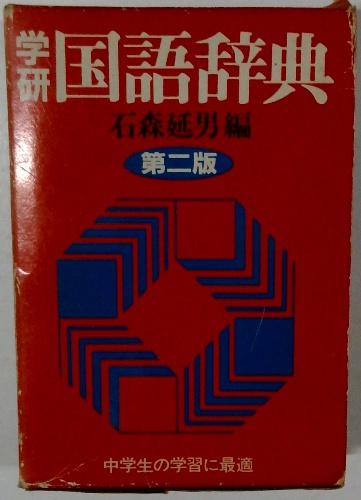 学研 国語辞典
石森延男編
第二版
中学生の学習に最適